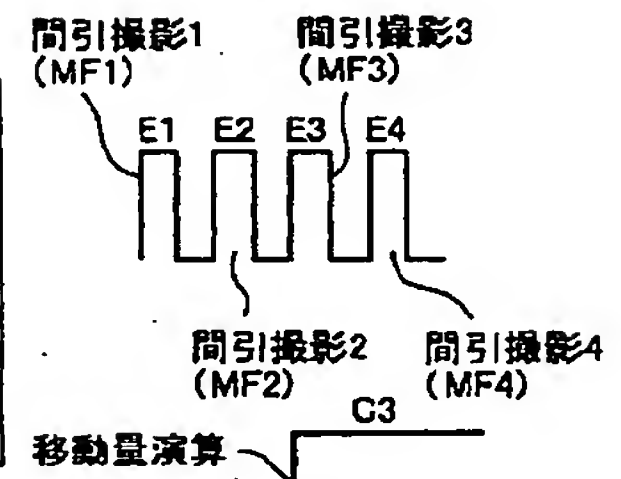 間引撮影1
(MF1)
間引撮影3
(MF3)
E1 E2 E3 E4
間引撮影2
(MF2)
間引撮影4
(MF4)
C3
移動量演算